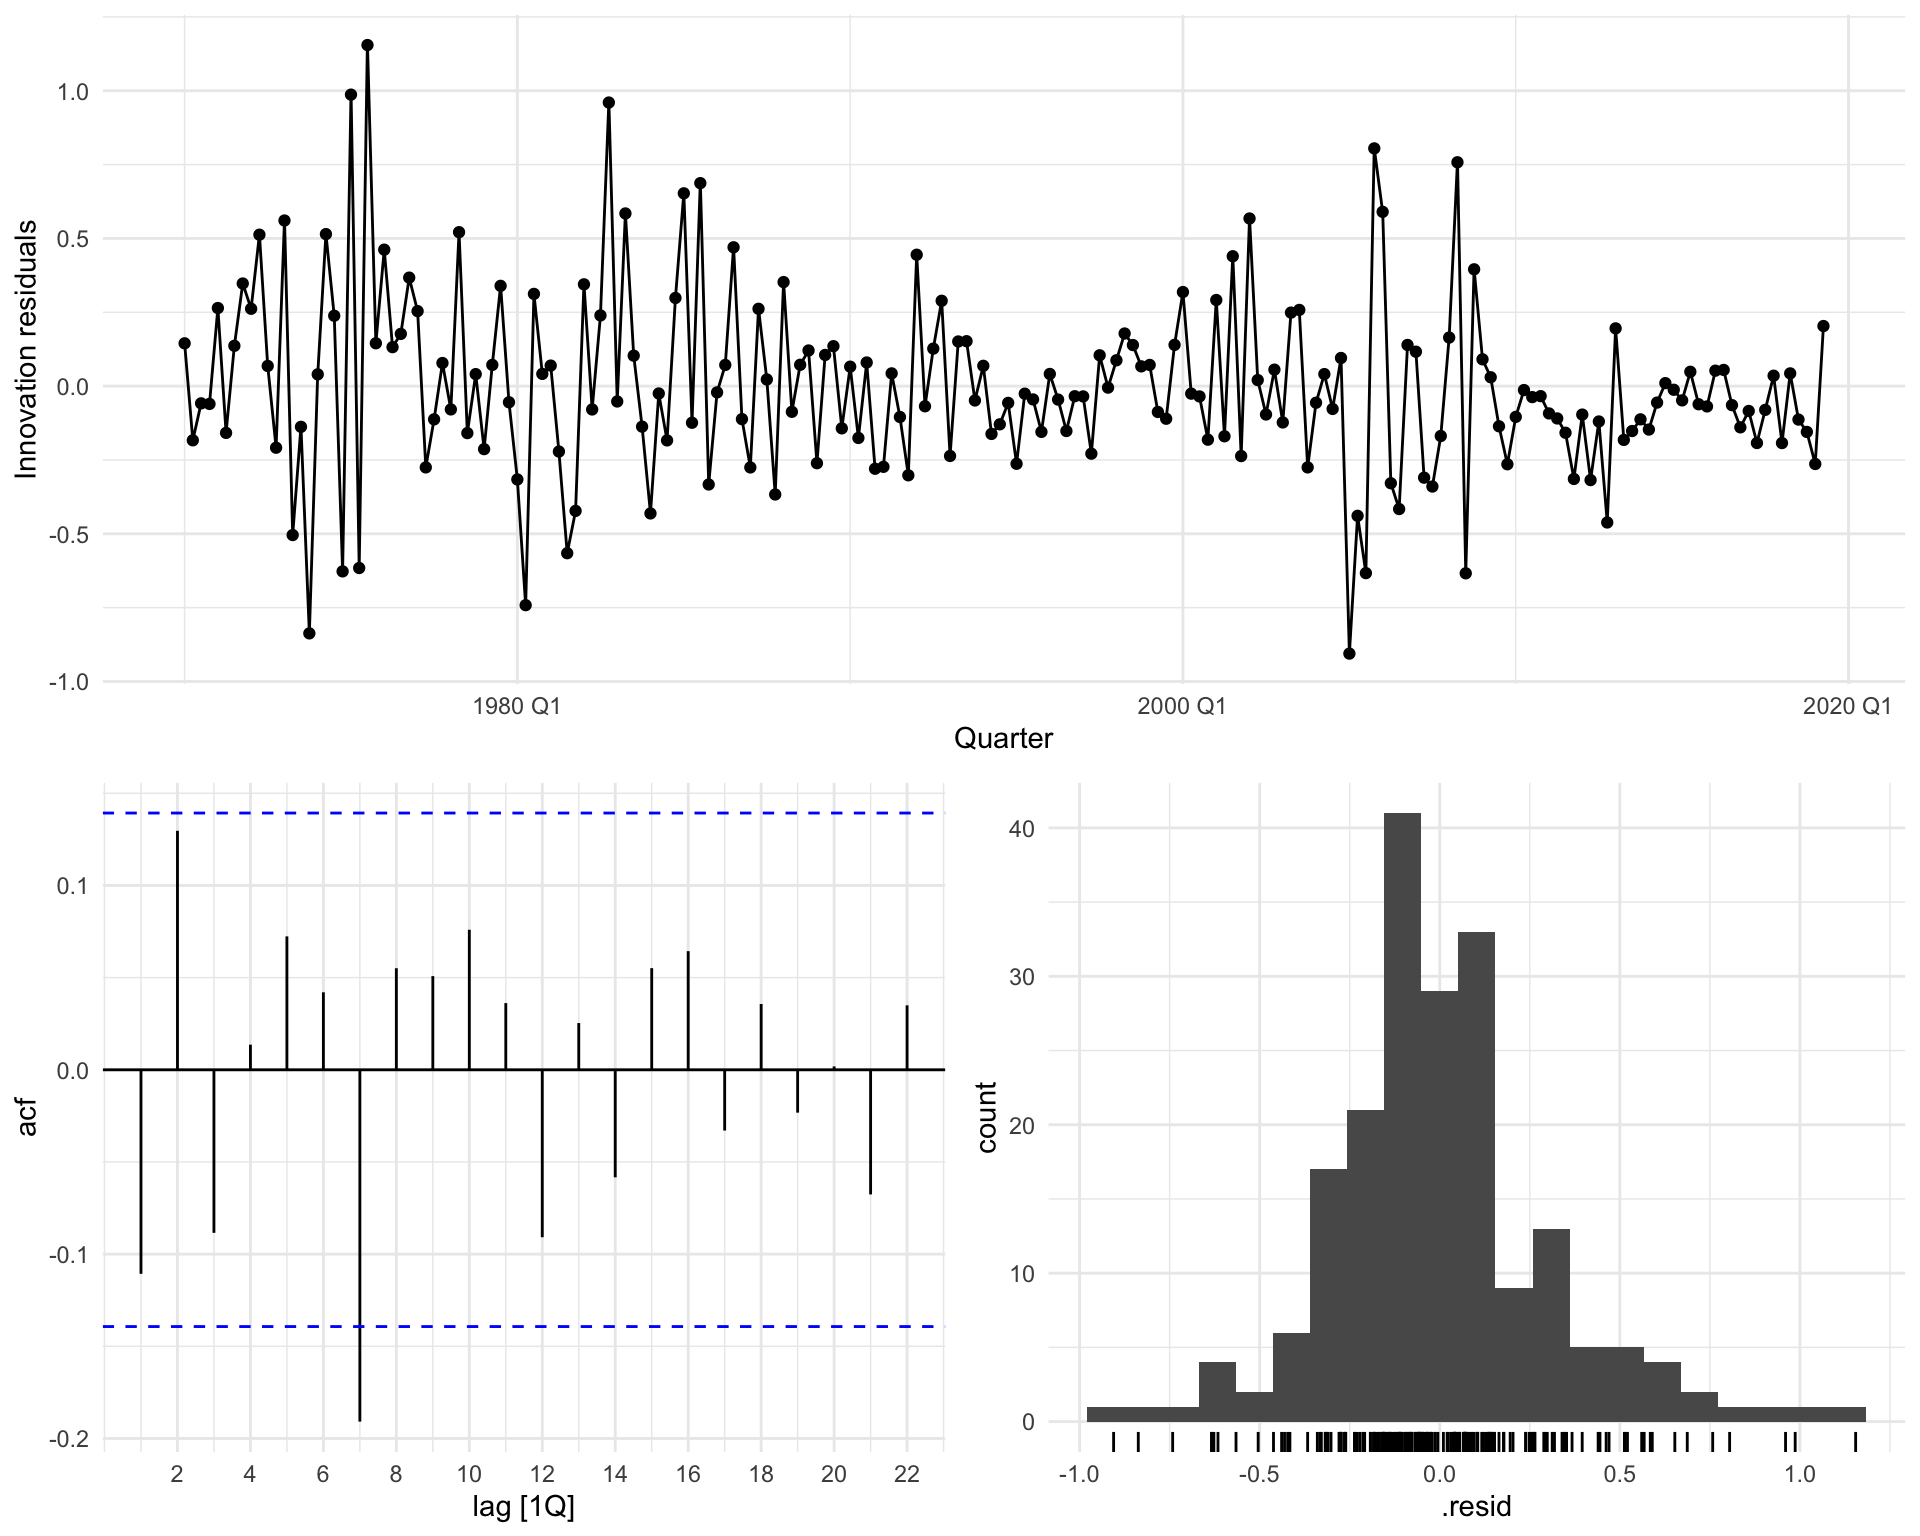 Innovation residuals
1.0
0.5
0.0
-0.5
-1.0
1980 Q1 2000 Q1 2020 Q1
Quarter
acf
0.1
0.0
-0.1
-0.2
2 4 6 8 10 12 14 16 18 20 22
lag [1Q]
count
40
30
20
10
0
-1.0 -0.5 0.0 0.5 1.0
.resid